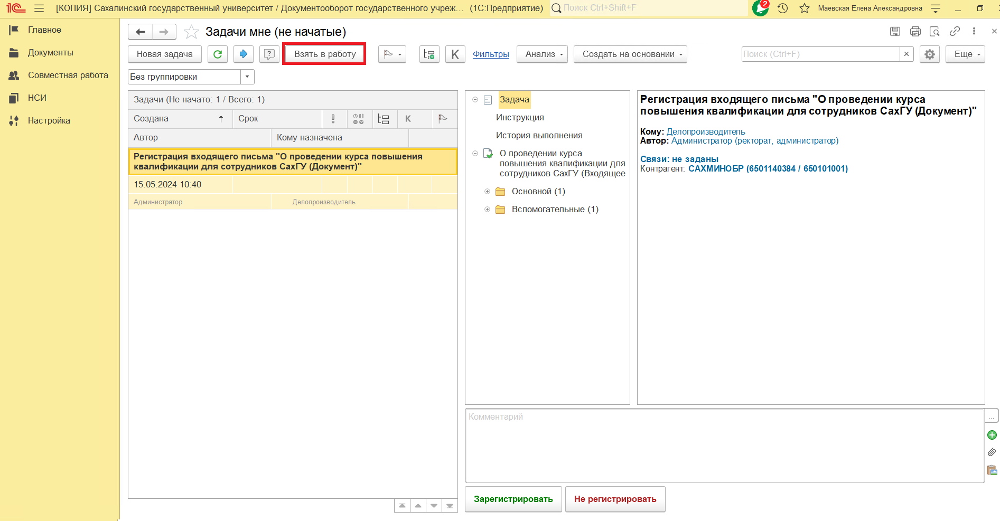 1С [КОПИЯ] Сахалинский государственный университет / Документооборот государственного учреж... (1С:Предприятие) Поиск Ctrl+Shift+F 2 Маевская Елена Александровна
Главное
Документы
Совместная работа
НСИ
Настройка
Задачи мне (не начатые)
Новая задача ? Взять в работу К Фильтры Анализ Создать на основании Поиск (Ctrl+F) × Еще
Без группировки
Задачи (Не начато: 1 / Всего: 1)
Создана ↑ Срок К
Автор Кому назначена
Регистрация входящего письма "О проведении курса повышения
квалификации для сотрудников СахГУ (Документ)"
15.05.2024 10:40
Администратор Делопроизводитель
Задача
Инструкция
История выполнения
О проведении курса
повышения квалификации для
сотрудников СахГУ (Входящее
Основной (1)
Вспомогательные (1)
Регистрация входящего письма "О проведении курса
повышения квалификации для сотрудников СахГУ (Документ)"
Кому: Делопроизводитель
Автор: Администратор (ректорат, администратор)
Связи: не заданы
Контрагент: САХМИНОБР (6501140384 / 650101001)
Комментарий
...
Зарегистрировать Не регистрировать